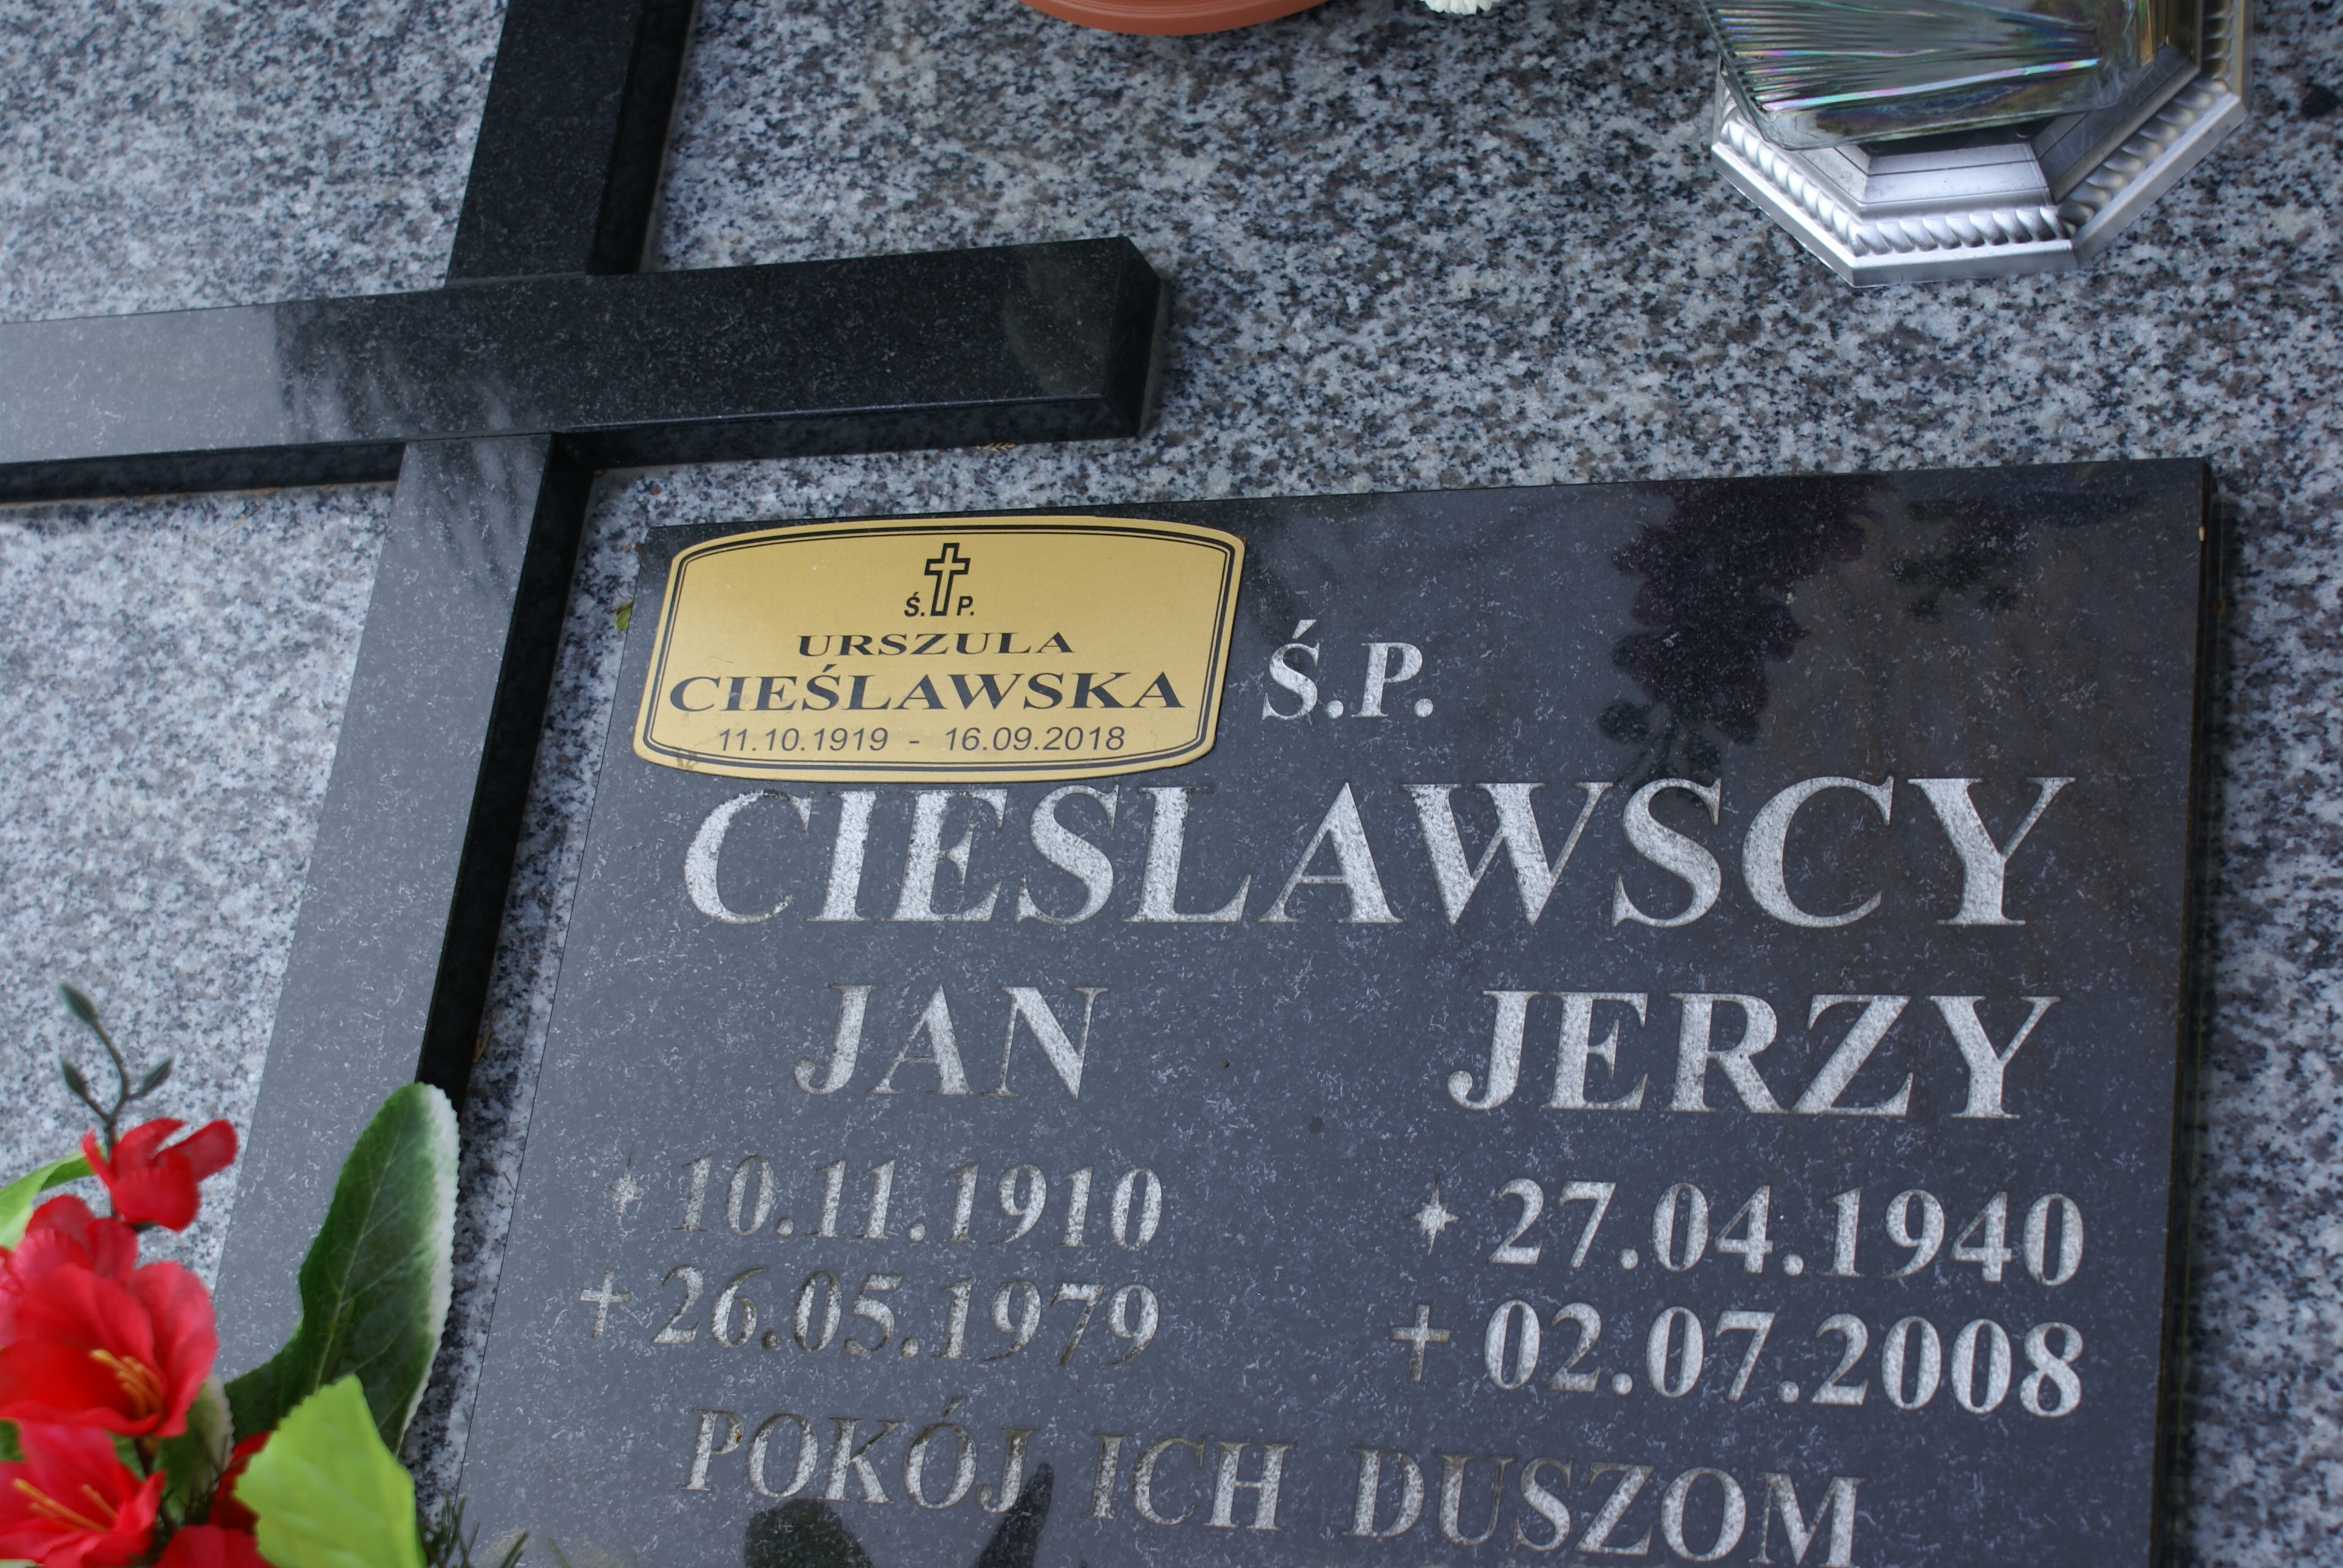 Ś. P.
URSZULA
CIEŚLAWSKA
11.10.1919 - 16.09.2018
Ś.P.
CIESLAWSCY
JAN JERZY
10.11.1910 27.04.1940
26.05.1979 02.07.2008
POKÓJ ICH DUSZOM